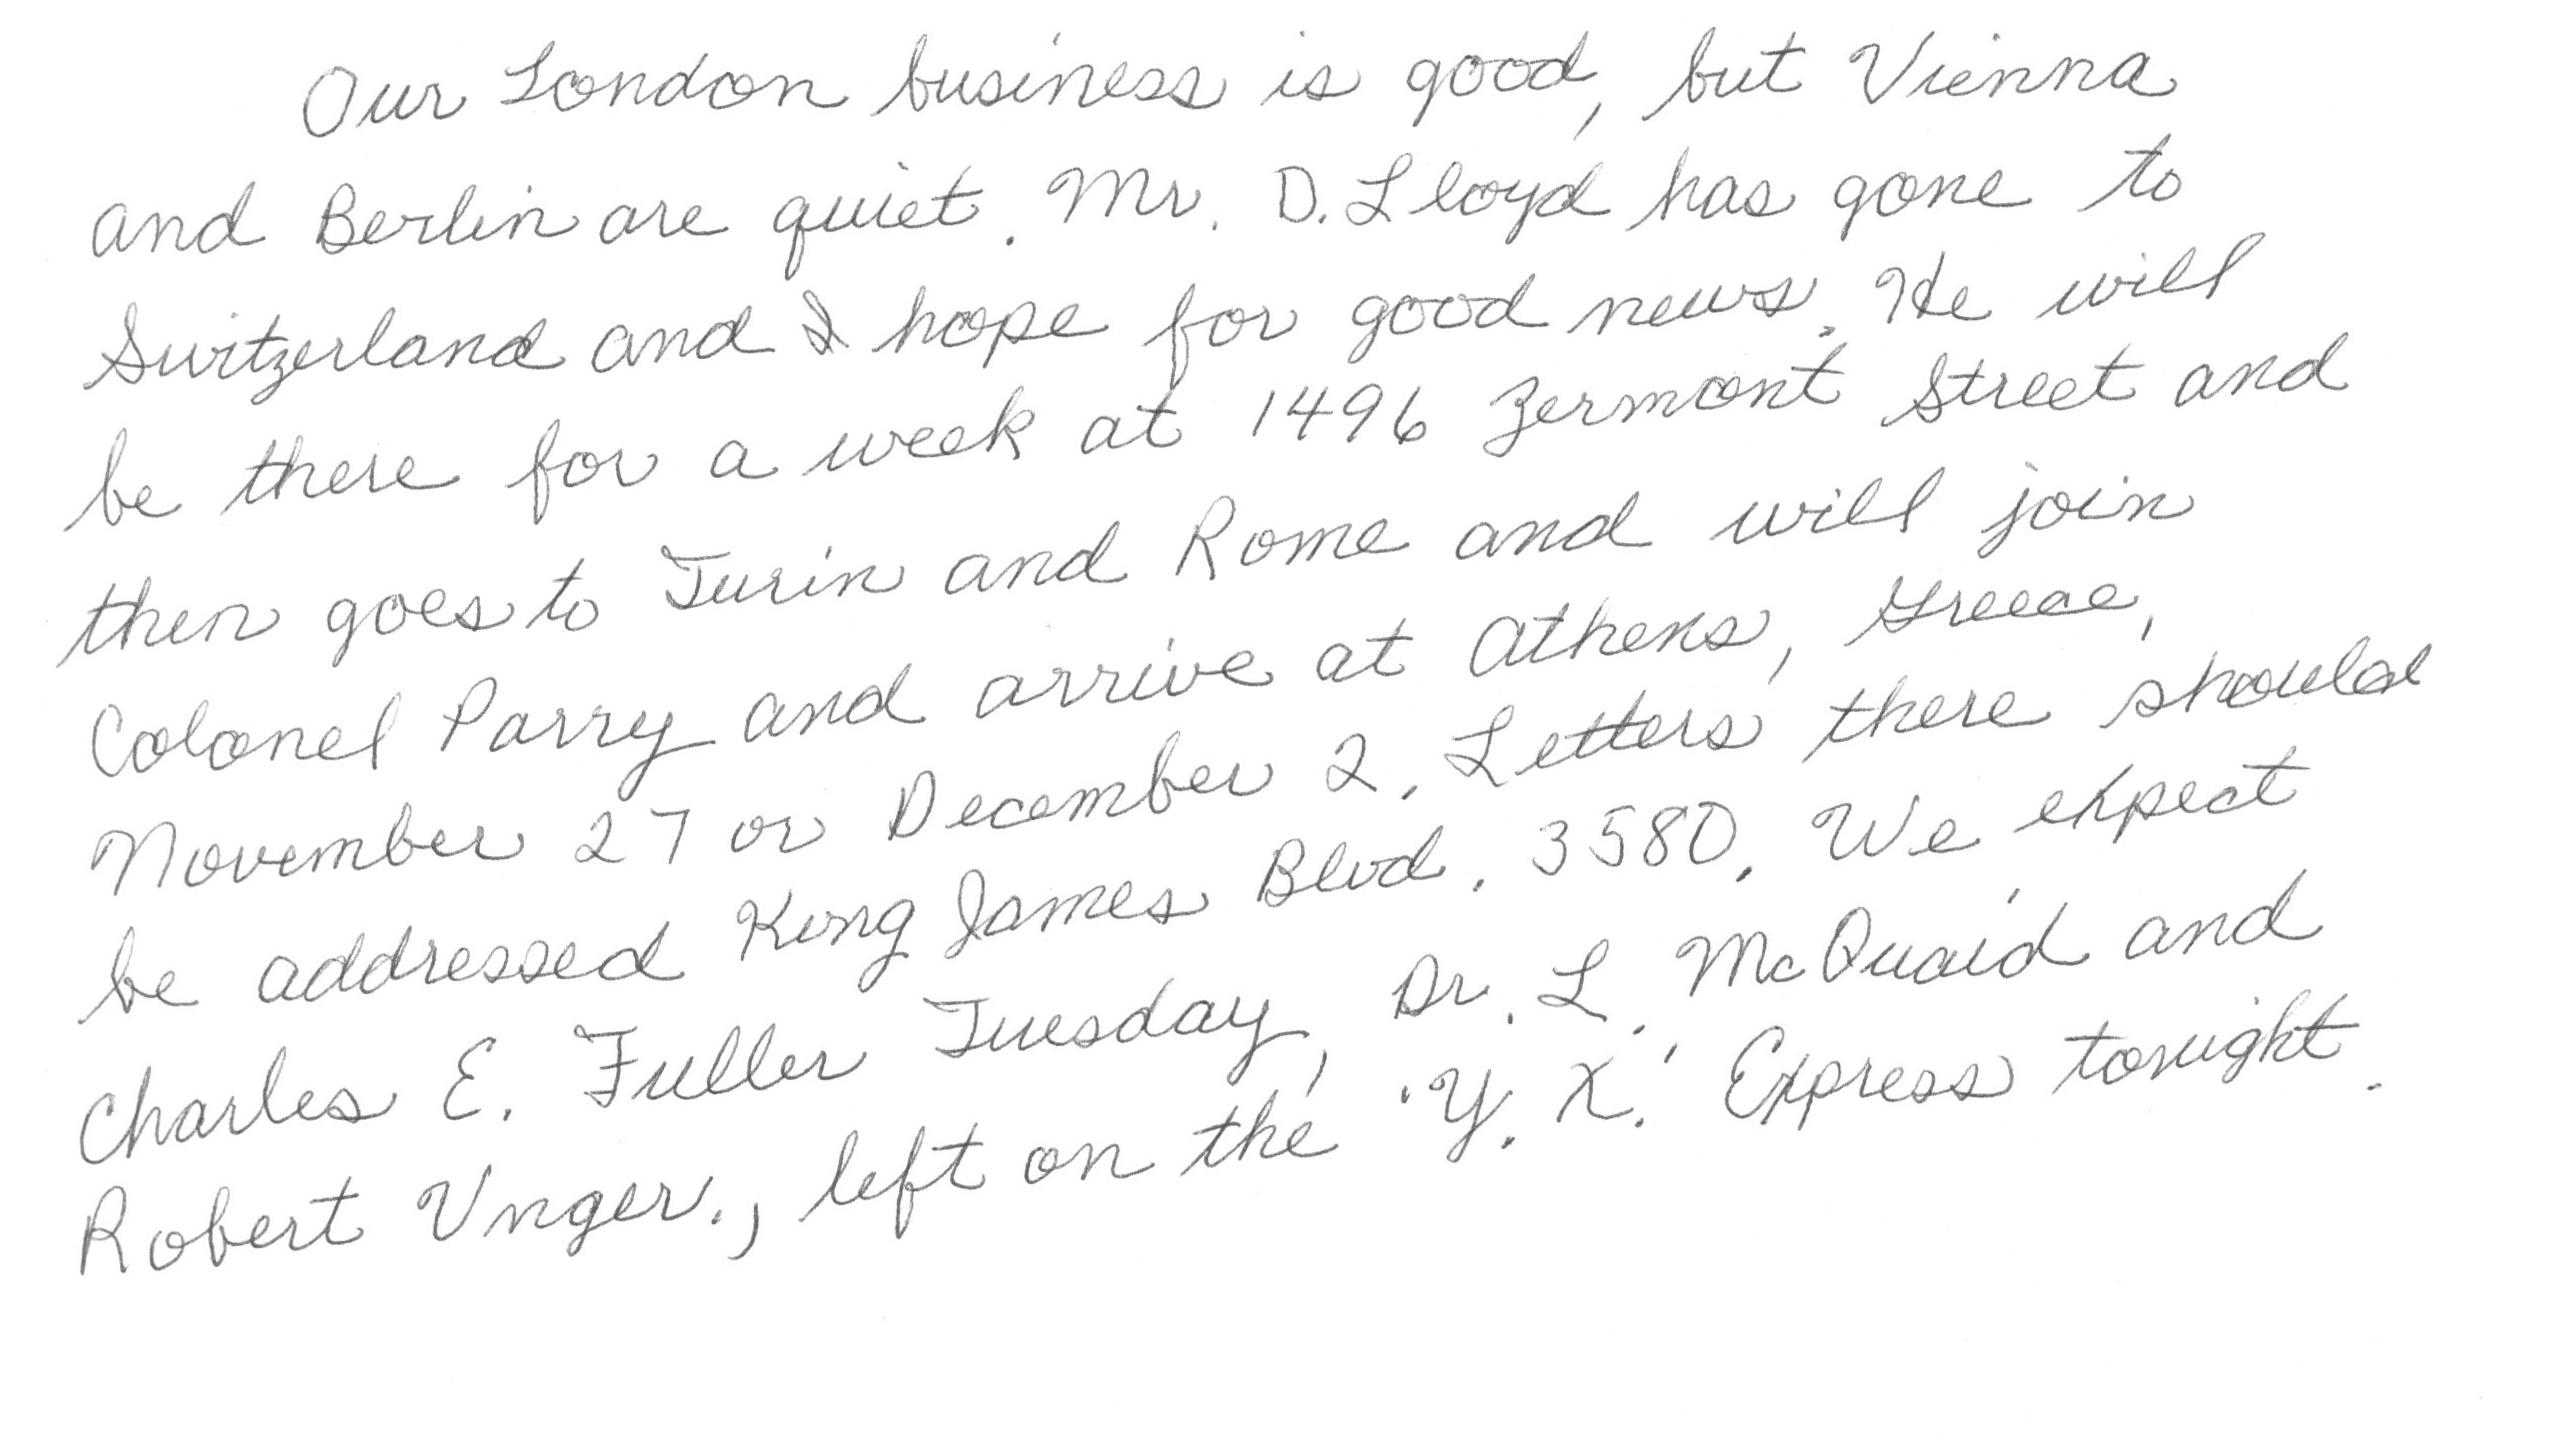 Our London business is good, but Vienna
and Berlin are quiet. Mr. D. Lloyd has gone to
Switzerland and I hope for good news. He will
be there for a week at 1496 Zermont Street and
then goes to Turin and Rome and will join
Colonel Parry and arrive at Athens, Greece,
November 27 or December 2. Letters there should
be addressed King James Blvd. 3580. We expect
Charles E. Fuller Tuesday, Dr. L. McQuaid and
Robert Unger., left on the 'Y. X.' Express tonight.